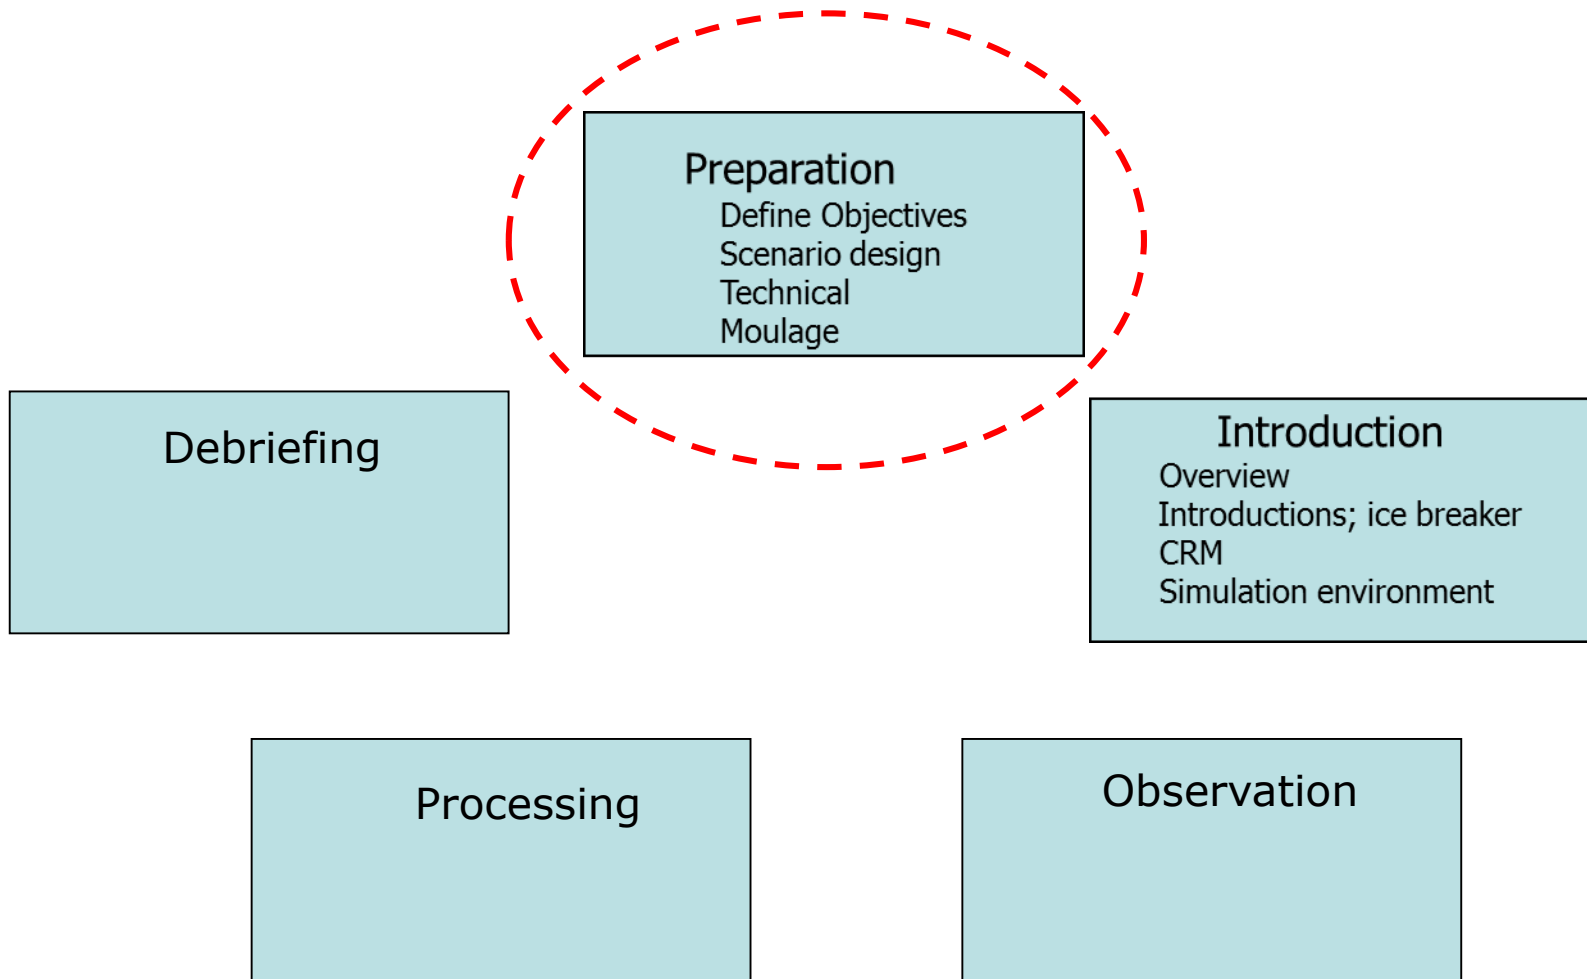 Preparation
Define Objectives
Scenario design
Technical
Moulage
Debriefing
Introduction
Overview
Introductions; ice breaker
CRM
Simulation environment
Processing
Observation